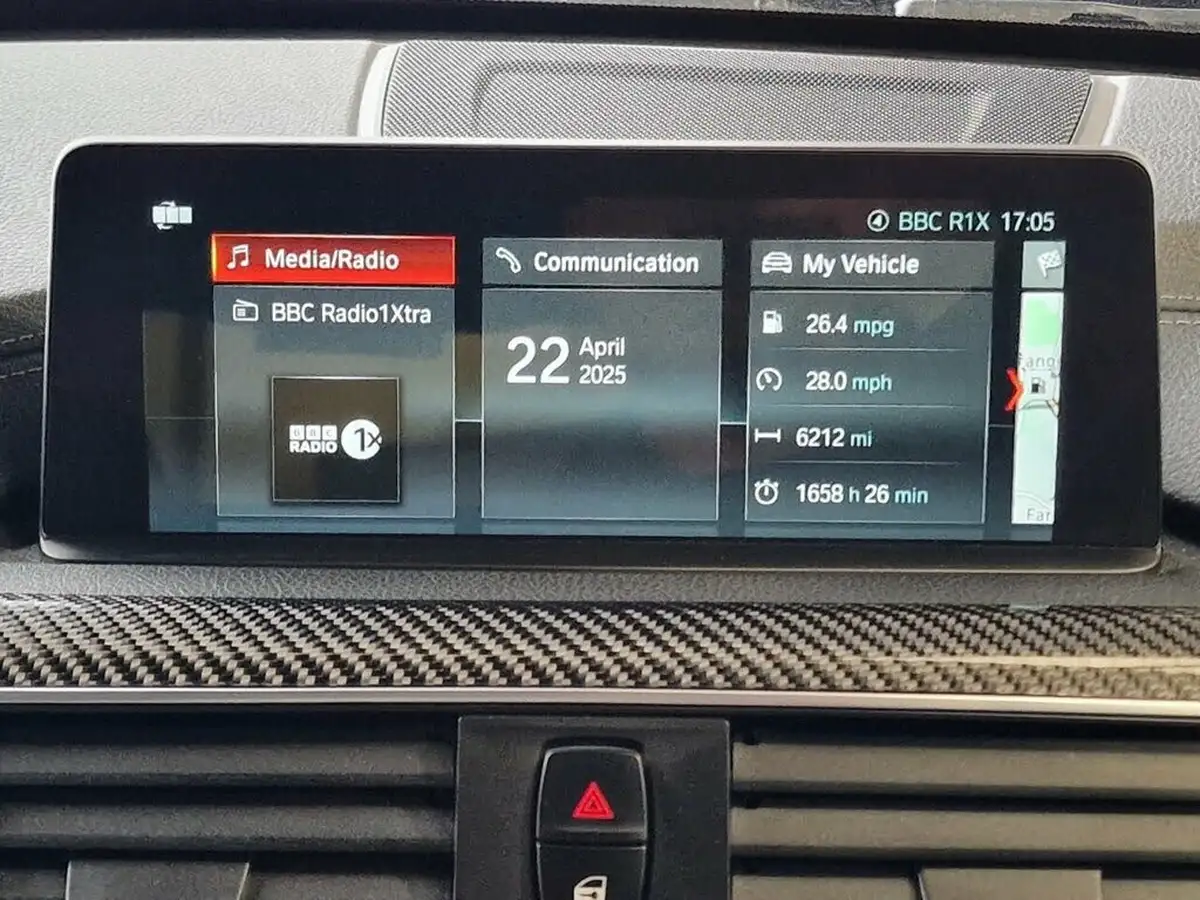 BBC R1X 17:05
Media/Radio
BBC Radio1Xtra
BBC
RADIO 1X
Communication
22 April
2025
My Vehicle
26.4 mpg
28.0 mph
6212 mi
1658 h 26 min
Far